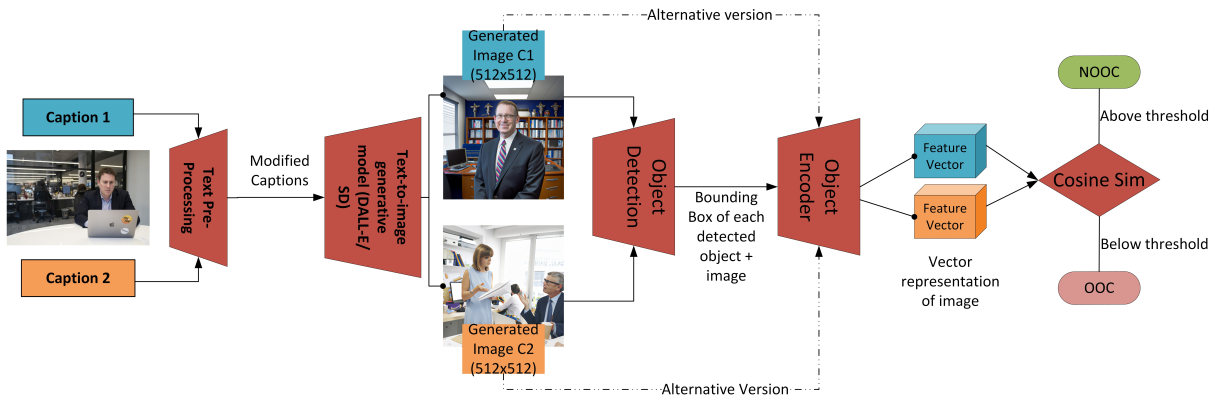 Alternative version
Generated
Image C1
(512x512)
Caption 1
Caption 2
Text Pre-
Processing
Modified
Captions
Text-to-image
generative
model (DALL-E/
SD)
Generated
Image C2
(512x512)
Object
Detection
Bounding
Box of each
detected
object +
image
Object
Encoder
Feature
Vector
Feature
Vector
Vector
representation
of image
NOOC
Above threshold
Cosine Sim
Below threshold
OOC
Alternative Version